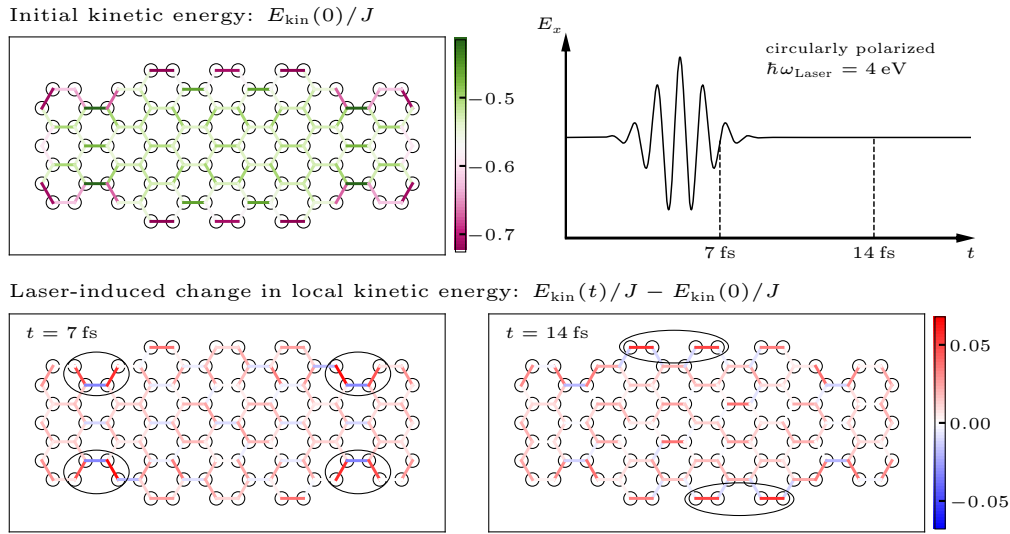 Initial kinetic energy: E_kin(0)/J
−0.5
−0.6
−0.7
E_x
circularly polarized
ℏω_Laser = 4 eV
7 fs
14 fs
t
Laser-induced change in local kinetic energy: E_kin(t)/J − E_kin(0)/J
t = 7 fs
t = 14 fs
0.05
0.00
−0.05